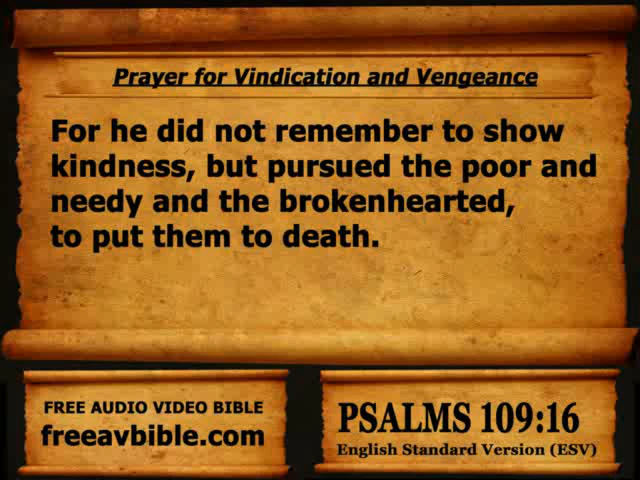 Prayer for Vindication and Vengeance
For he did not remember to show
kindness, but pursued the poor and
needy and the brokenhearted,
to put them to death.
FREE AUDIO VIDEO BIBLE
freeavbible.com
PSALMS 109:16
English Standard Version (ESV)